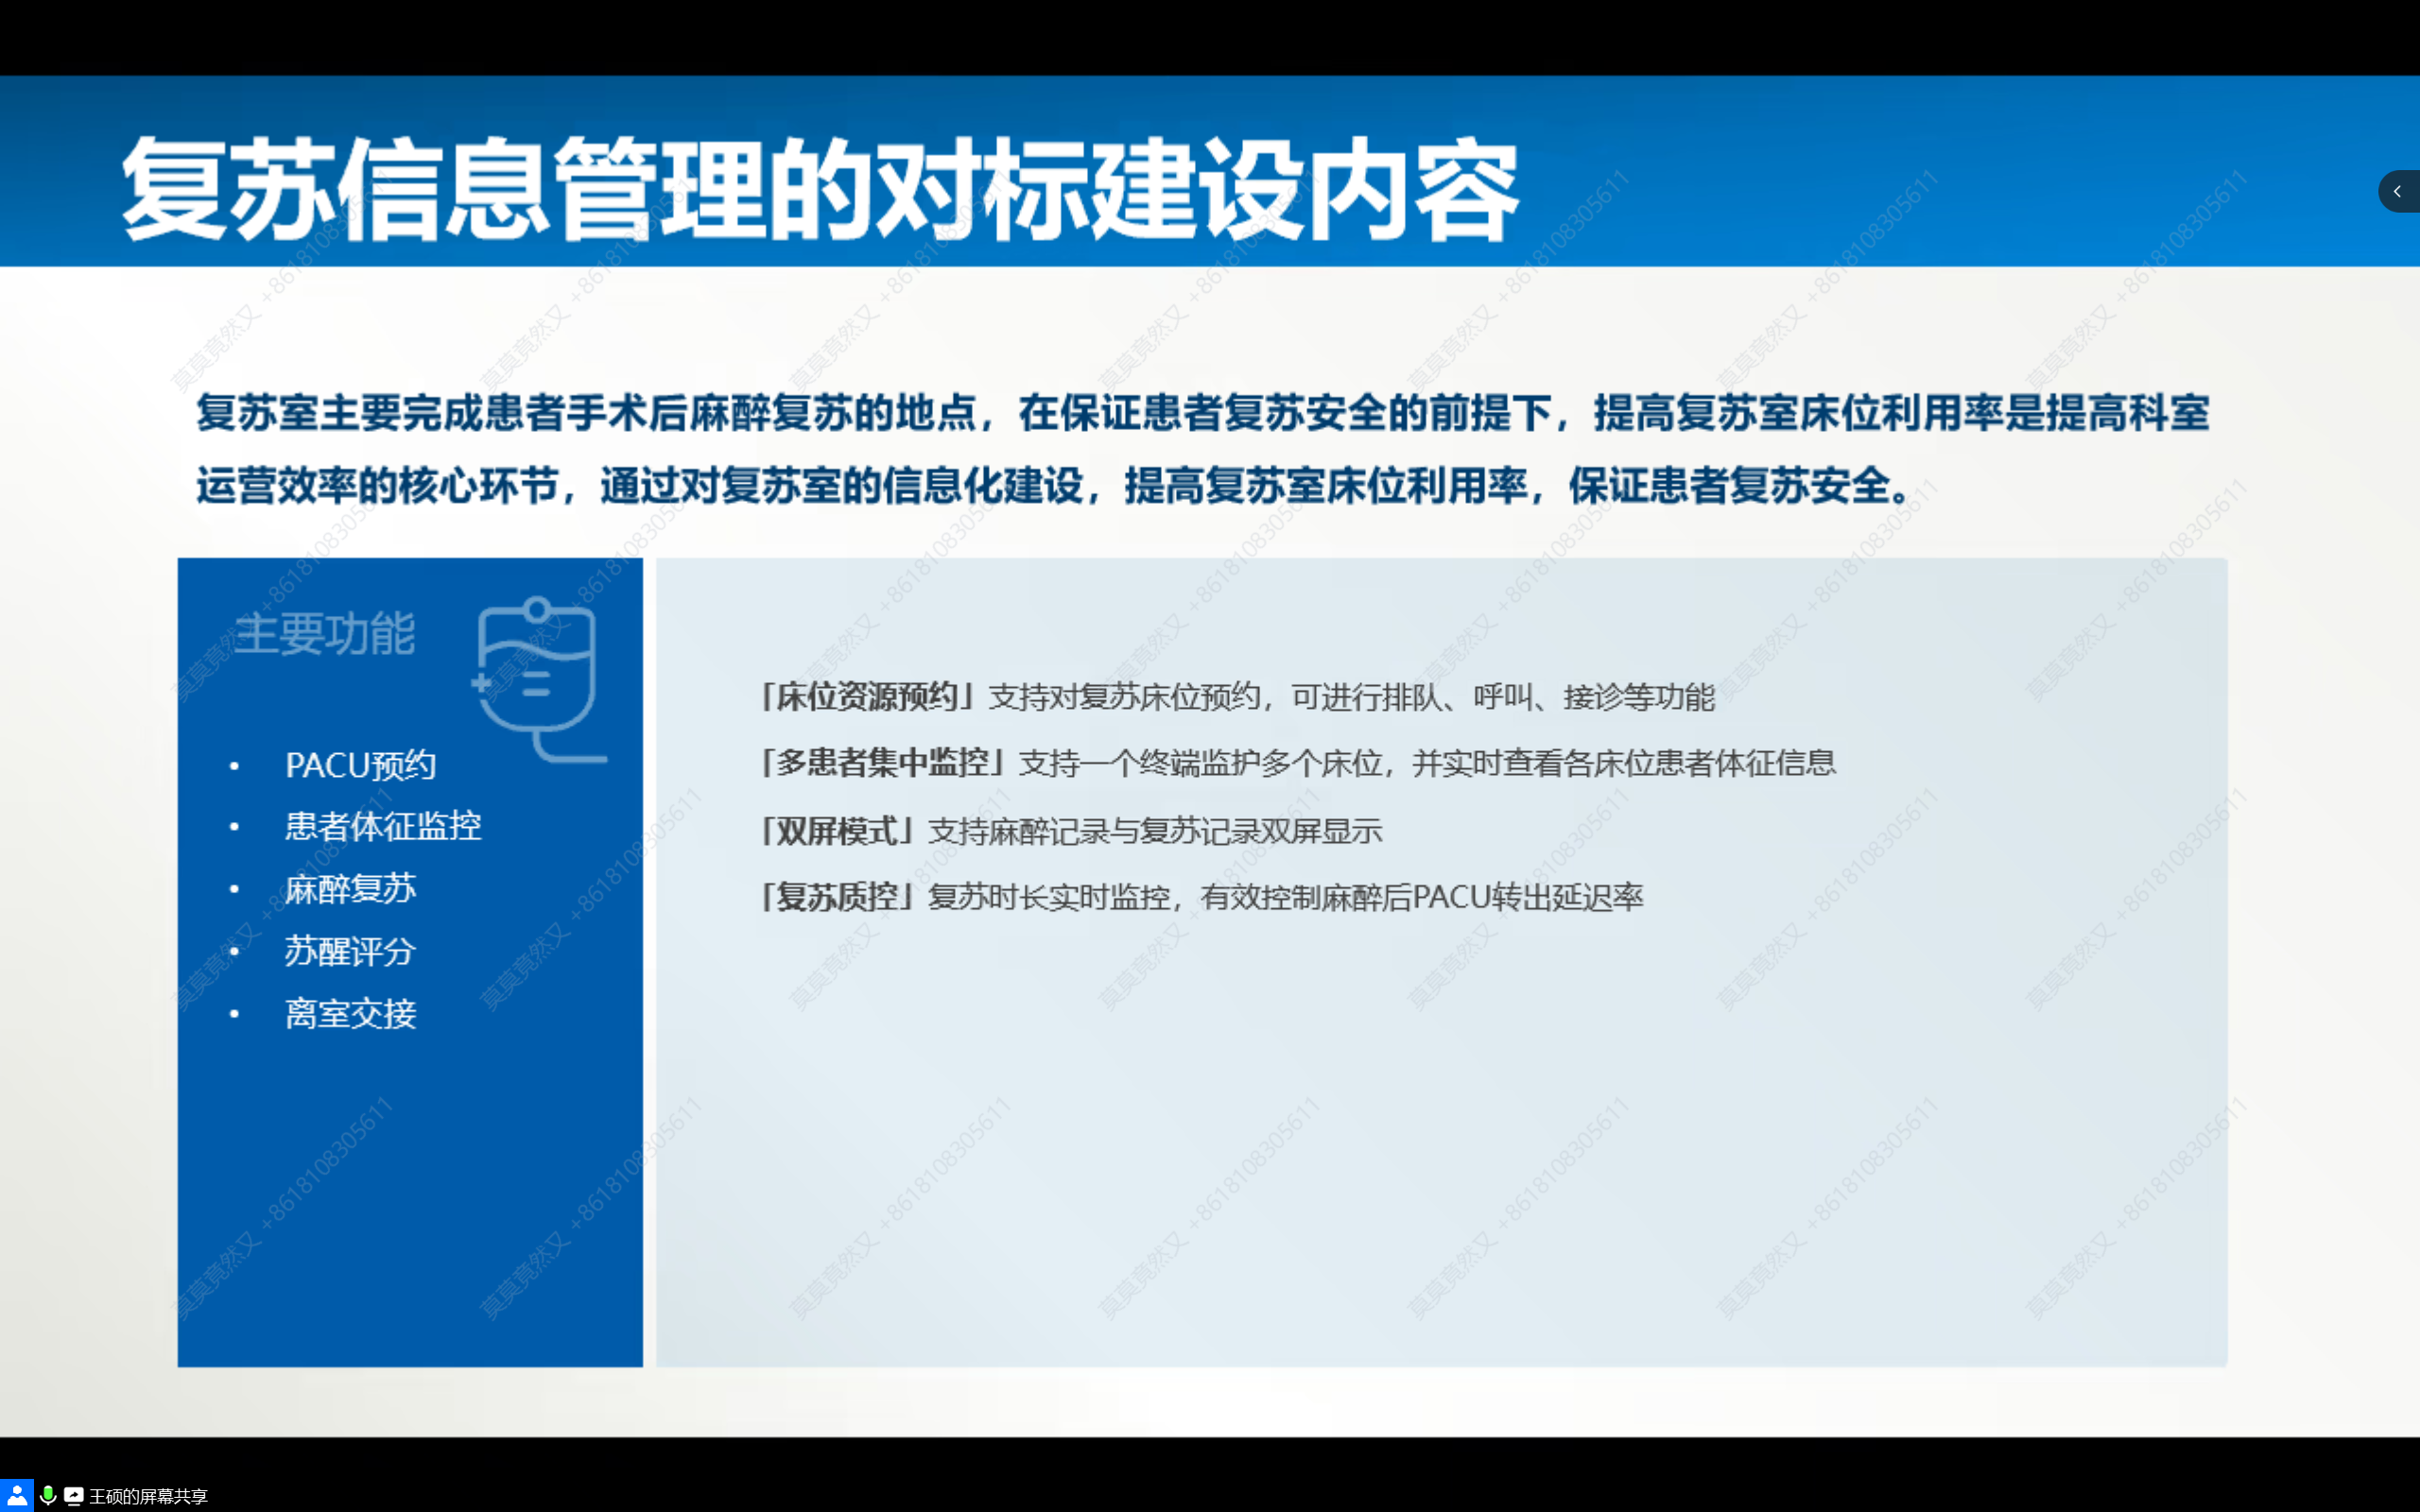 复苏信息管理的对标建设内容
复苏室主要完成患者手术后麻醉复苏的地点，在保证患者复苏安全的前提下，提高复苏室床位利用率是提高科室
运营效率的核心环节，通过对复苏室的信息化建设，提高复苏室床位利用率，保证患者复苏安全。
主要功能
• PACU预约
• 患者体征监控
• 麻醉复苏
• 苏醒评分
• 离室交接
「床位资源预约」支持对复苏床位预约，可进行排队、呼叫、接诊等功能
「多患者集中监控」支持一个终端监护多个床位，并实时查看各床位患者体征信息
「双屏模式」支持麻醉记录与复苏记录双屏显示
「复苏质控」复苏时长实时监控，有效控制麻醉后PACU转出延迟率
莫莫竟然又 +8618108305611
王硕的屏幕共享